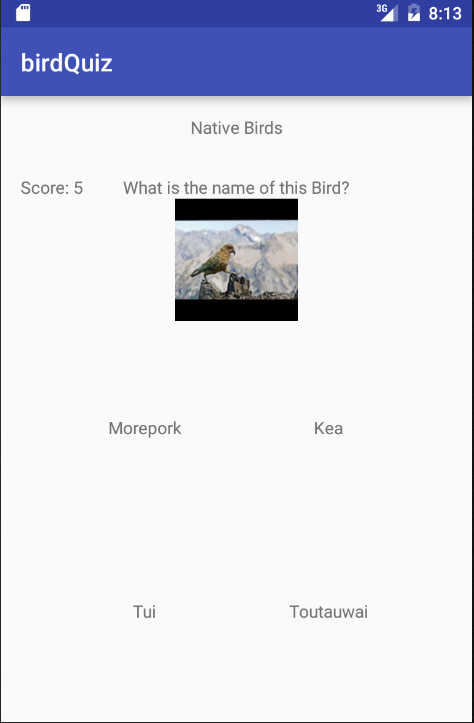 3G 8:13
birdQuiz
Native Birds
Score: 5 What is the name of this Bird?
Morepork Kea
Tui Toutauwai